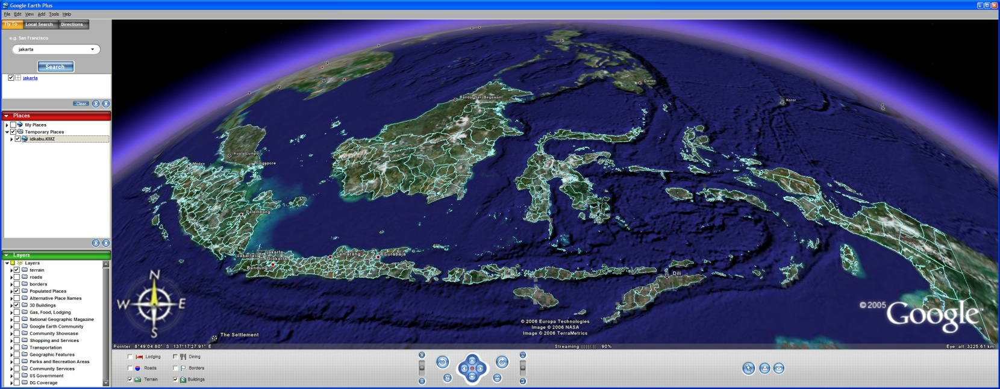 Google Earth Plus
File Edit View Add Tools Help
Fly To Local Search Directions
e.g. San Francisco
jakarta
Search
jakarta
Clear
Places
My Places
Temporary Places
idkabu.KMZ
Layers
Layers
terrain
roads
borders
Populated Places
Alternative Place Names
3D Buildings
Gas, Food, Lodging
National Geographic Magazine
Google Earth Community
Community Showcase
Shopping and Services
Transportation
Geographic Features
Parks and Recreation Areas
Community Services
US Government
DG Coverage
Davao
Bandar Seri Begawan
Koror
Kuala Lumpur
Medan
Singapore
Palembang
jakarta
(Jakarta)
Djakarta
Semarang
Surabaja
Bandung
Dili
The Settlement
N
W E
S
© 2006 Europa Technologies
Image © 2006 NASA
Image © 2006 TerraMetrics
© 2005 Google
Pointer 8°49'04.80" S 137°17'27.91" E
Streaming |||||||||| 90%
Eye alt 3225.61 km
Lodging Dining
Roads Borders
Terrain Buildings